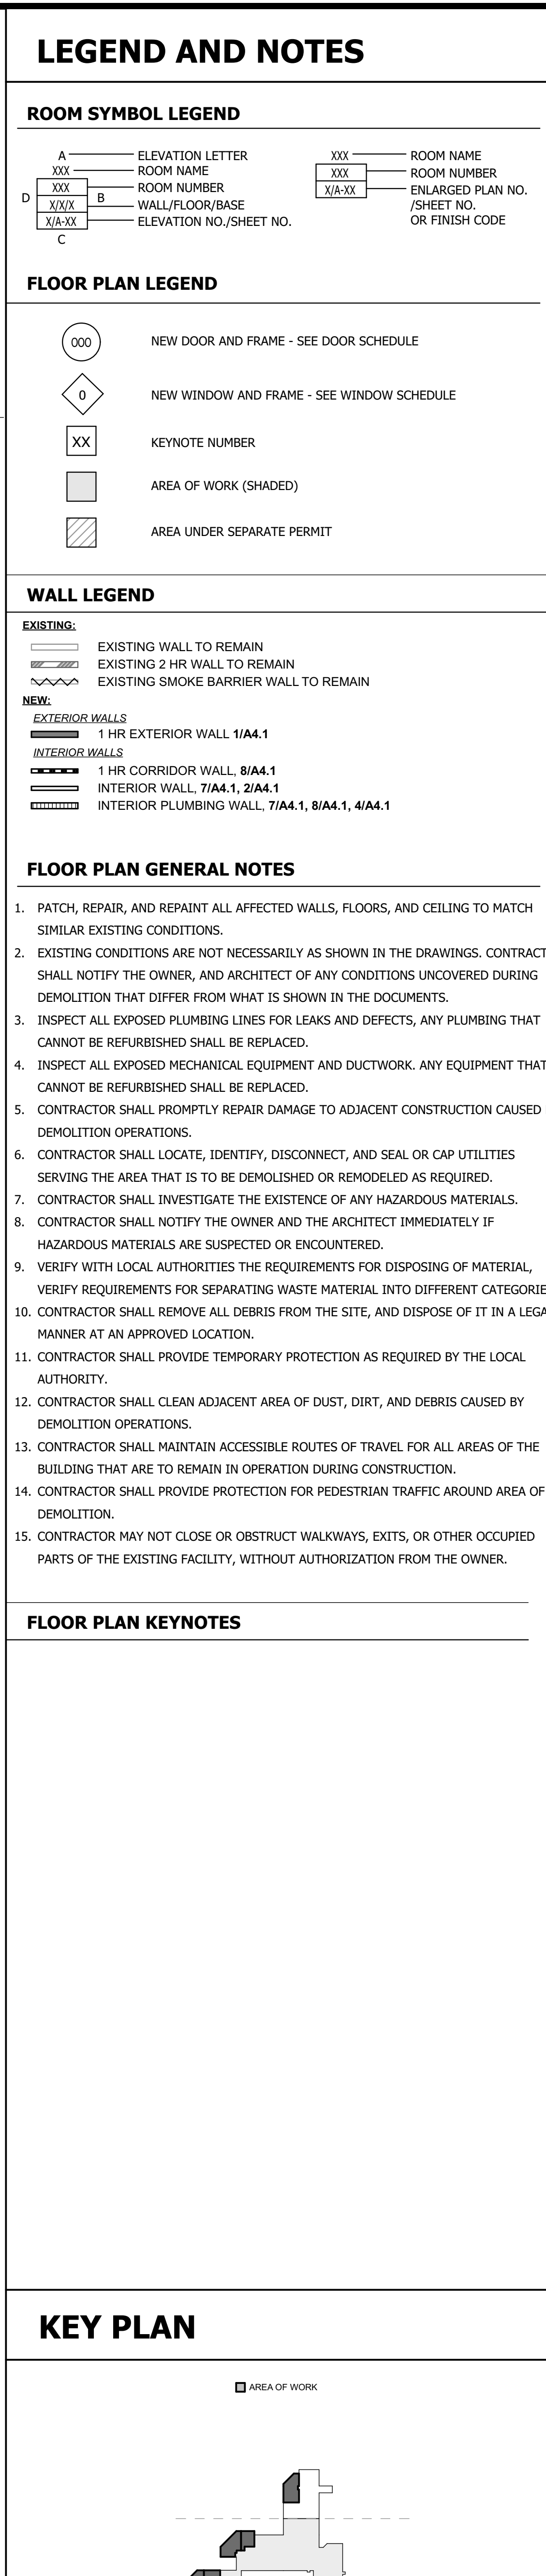 LEGEND AND NOTES
ROOM SYMBOL LEGEND
A ELEVATION LETTER
XXX ROOM NAME
XXX ROOM NUMBER
D X/X/X B WALL/FLOOR/BASE
X/A-XX ELEVATION NO./SHEET NO.
C
XXX ROOM NAME
XXX ROOM NUMBER
X/A-XX ENLARGED PLAN NO.
/SHEET NO.
OR FINISH CODE
FLOOR PLAN LEGEND
000 NEW DOOR AND FRAME - SEE DOOR SCHEDULE
0 NEW WINDOW AND FRAME - SEE WINDOW SCHEDULE
XX KEYNOTE NUMBER
AREA OF WORK (SHADED)
AREA UNDER SEPARATE PERMIT
WALL LEGEND
EXISTING:
EXISTING WALL TO REMAIN
EXISTING 2 HR WALL TO REMAIN
EXISTING SMOKE BARRIER WALL TO REMAIN
NEW:
EXTERIOR WALLS
1 HR EXTERIOR WALL 1/A4.1
INTERIOR WALLS
1 HR CORRIDOR WALL, 8/A4.1
INTERIOR WALL, 7/A4.1, 2/A4.1
INTERIOR PLUMBING WALL, 7/A4.1, 8/A4.1, 4/A4.1
FLOOR PLAN GENERAL NOTES
1. PATCH, REPAIR, AND REPAINT ALL AFFECTED WALLS, FLOORS, AND CEILING TO MATCH
SIMILAR EXISTING CONDITIONS.
2. EXISTING CONDITIONS ARE NOT NECESSARILY AS SHOWN IN THE DRAWINGS. CONTRACT
SHALL NOTIFY THE OWNER, AND ARCHITECT OF ANY CONDITIONS UNCOVERED DURING
DEMOLITION THAT DIFFER FROM WHAT IS SHOWN IN THE DOCUMENTS.
3. INSPECT ALL EXPOSED PLUMBING LINES FOR LEAKS AND DEFECTS, ANY PLUMBING THAT
CANNOT BE REFURBISHED SHALL BE REPLACED.
4. INSPECT ALL EXPOSED MECHANICAL EQUIPMENT AND DUCTWORK. ANY EQUIPMENT THAT
CANNOT BE REFURBISHED SHALL BE REPLACED.
5. CONTRACTOR SHALL PROMPTLY REPAIR DAMAGE TO ADJACENT CONSTRUCTION CAUSED
DEMOLITION OPERATIONS.
6. CONTRACTOR SHALL LOCATE, IDENTIFY, DISCONNECT, AND SEAL OR CAP UTILITIES
SERVING THE AREA THAT IS TO BE DEMOLISHED OR REMODELED AS REQUIRED.
7. CONTRACTOR SHALL INVESTIGATE THE EXISTENCE OF ANY HAZARDOUS MATERIALS.
8. CONTRACTOR SHALL NOTIFY THE OWNER AND THE ARCHITECT IMMEDIATELY IF
HAZARDOUS MATERIALS ARE SUSPECTED OR ENCOUNTERED.
9. VERIFY WITH LOCAL AUTHORITIES THE REQUIREMENTS FOR DISPOSING OF MATERIAL,
VERIFY REQUIREMENTS FOR SEPARATING WASTE MATERIAL INTO DIFFERENT CATEGORIE
10. CONTRACTOR SHALL REMOVE ALL DEBRIS FROM THE SITE, AND DISPOSE OF IT IN A LEGA
MANNER AT AN APPROVED LOCATION.
11. CONTRACTOR SHALL PROVIDE TEMPORARY PROTECTION AS REQUIRED BY THE LOCAL
AUTHORITY.
12. CONTRACTOR SHALL CLEAN ADJACENT AREA OF DUST, DIRT, AND DEBRIS CAUSED BY
DEMOLITION OPERATIONS.
13. CONTRACTOR SHALL MAINTAIN ACCESSIBLE ROUTES OF TRAVEL FOR ALL AREAS OF THE
BUILDING THAT ARE TO REMAIN IN OPERATION DURING CONSTRUCTION.
14. CONTRACTOR SHALL PROVIDE PROTECTION FOR PEDESTRIAN TRAFFIC AROUND AREA OF
DEMOLITION.
15. CONTRACTOR MAY NOT CLOSE OR OBSTRUCT WALKWAYS, EXITS, OR OTHER OCCUPIED
PARTS OF THE EXISTING FACILITY, WITHOUT AUTHORIZATION FROM THE OWNER.
FLOOR PLAN KEYNOTES
KEY PLAN
AREA OF WORK